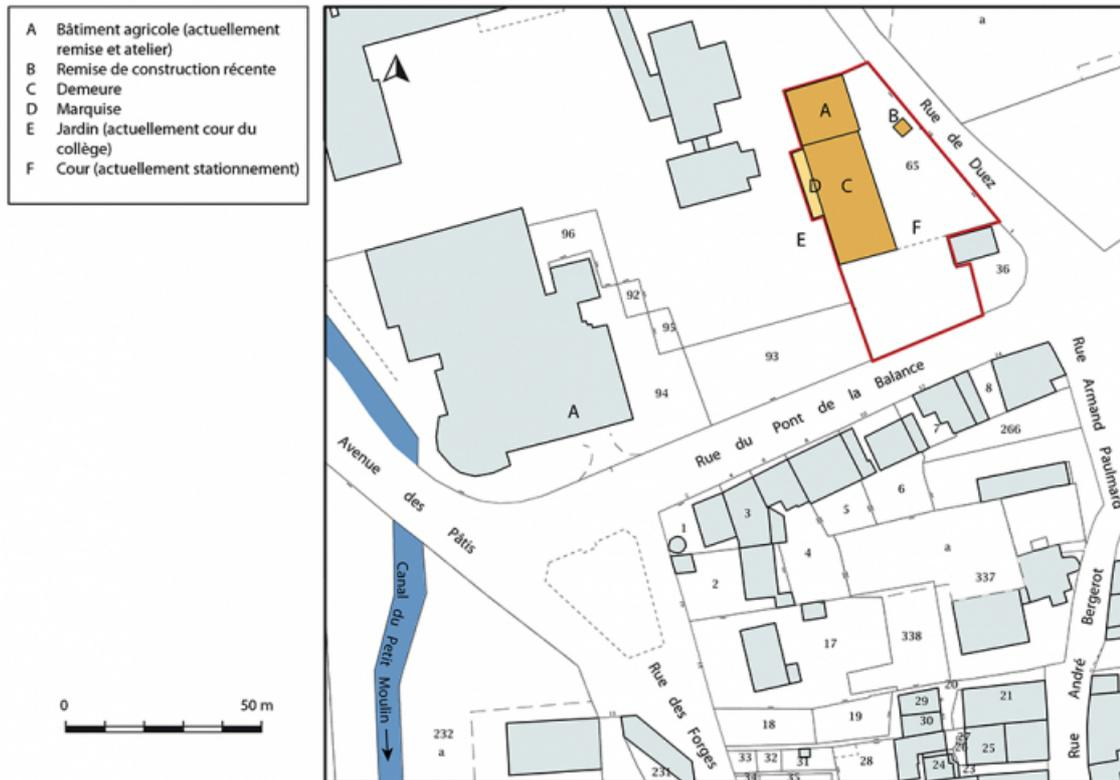 A Bâtiment agricole (actuellement
remise et atelier)
B Remise de construction récente
C Demeure
D Marquise
E Jardin (actuellement cour du
collège)
F Cour (actuellement stationnement)
a
A
B
Rue de Duez
65
D
C
E
F
96
36
92
95
93
94
A
Rue du Pont de la Balance
Rue Armand Paulmard
8
7
266
Avenue des Pâtis
6
5
3
1
4
a
2
337
Canal du Petit Moulin
Rue André Bergerot
17
338
0 50 m
20
29
21
Rue des Forges
18
19
30
232
a
25
33
32
31
28
24
23
231
34
35